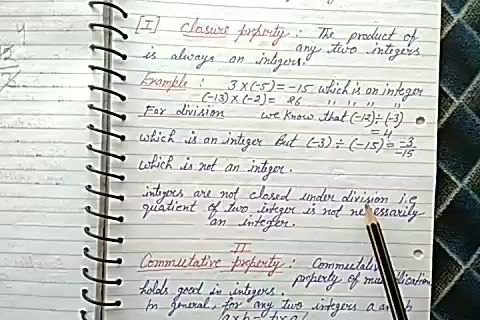 [I] Closure property : The product of
any two integers
is always an integers.
Example : 3 × (-5) = -15 which is an integer
(-13) × (-2) = 26 " " " "
For division we know that (-12) ÷ (-3)
= 4
which is an integer But (-3) ÷ (-15) = -3/-15
which is not an integer.
integers are not closed under division i.e
quatient of two integer is not necessarily
an integer.
II
Commutative property : Commutative
property of multiplication
holds good in integers.
In general, for any two integers a and b
a × b = b × a